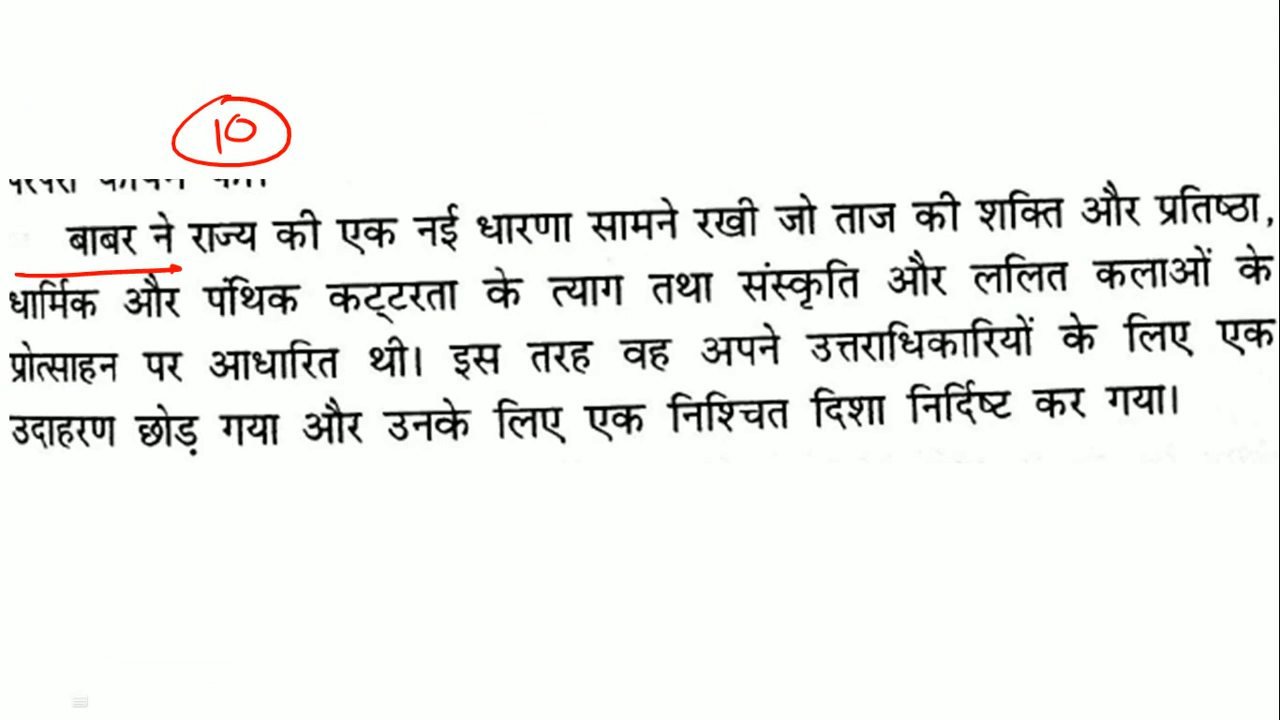 10
बाबर ने राज्य की एक नई धारणा सामने रखी जो ताज की शक्ति और प्रतिष्ठा,
धार्मिक और पंथिक कट्टरता के त्याग तथा संस्कृति और ललित कलाओं के
प्रोत्साहन पर आधारित थी। इस तरह वह अपने उत्तराधिकारियों के लिए एक
उदाहरण छोड़ गया और उनके लिए एक निश्चित दिशा निर्दिष्ट कर गया।